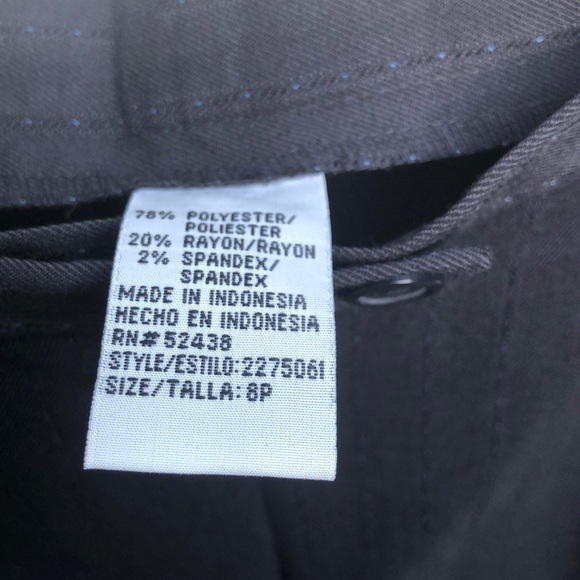 78% POLYESTER/
POLIESTER
20% RAYON/RAYON
2% SPANDEX/
SPANDEX
MADE IN INDONESIA
HECHO EN INDONÉSIA
RN#52438
STYLE/ESTILO:2275061
SIZE/TALLA: 8P